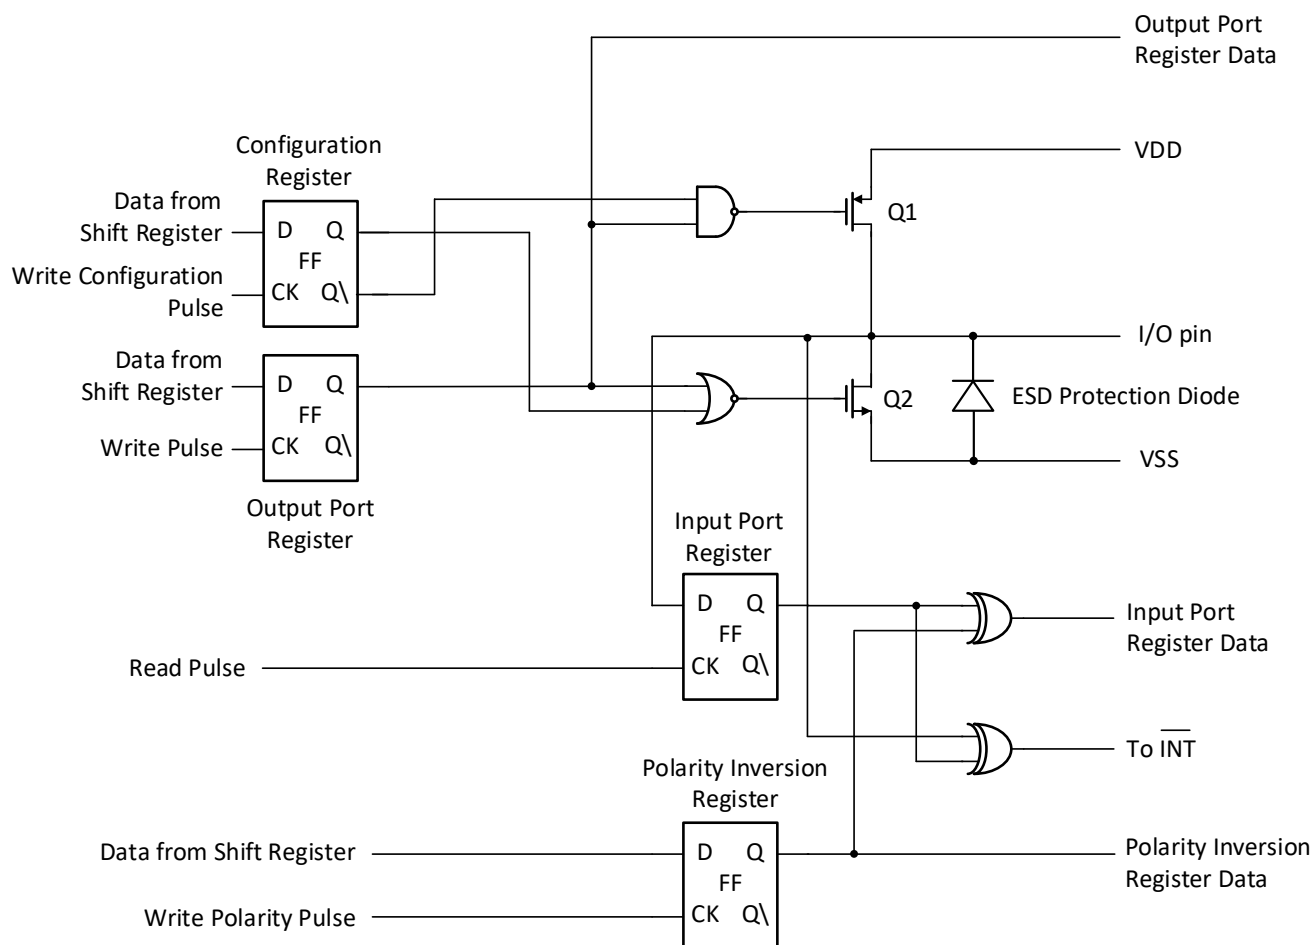 Output Port
Register Data
Configuration
Register
VDD
Data from
Shift Register
D Q
FF
CK Q\
Q1
Write Configuration
Pulse
I/O pin
Data from
Shift Register
D Q
FF
CK Q\
Q2
ESD Protection Diode
Write Pulse
VSS
Output Port
Register
Input Port
Register
D Q
FF
CK Q\
Input Port
Register Data
Read Pulse
To I̅N̅T̅
Polarity Inversion
Register
Data from Shift Register
D Q
FF
CK Q\
Polarity Inversion
Register Data
Write Polarity Pulse